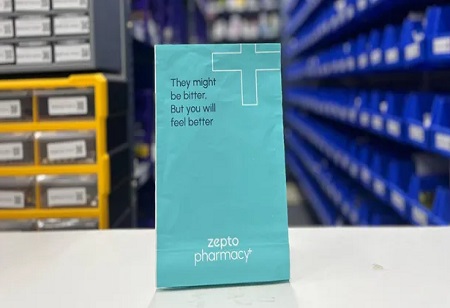 They might
be bitter.
But you will
feel better
zepto
pharmacy